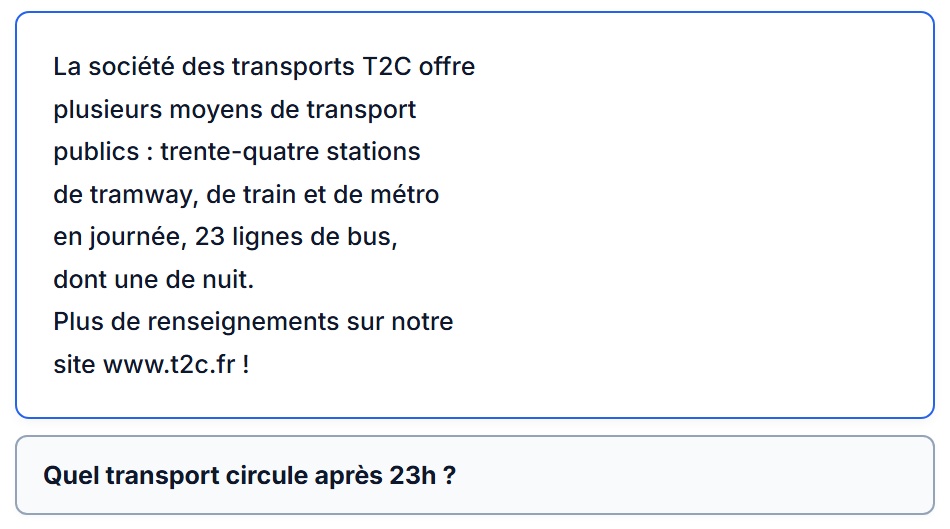 La société des transports T2C offre
plusieurs moyens de transport
publics : trente-quatre stations
de tramway, de train et de métro
en journée, 23 lignes de bus,
dont une de nuit.
Plus de renseignements sur notre
site www.t2c.fr !
Quel transport circule après 23h ?